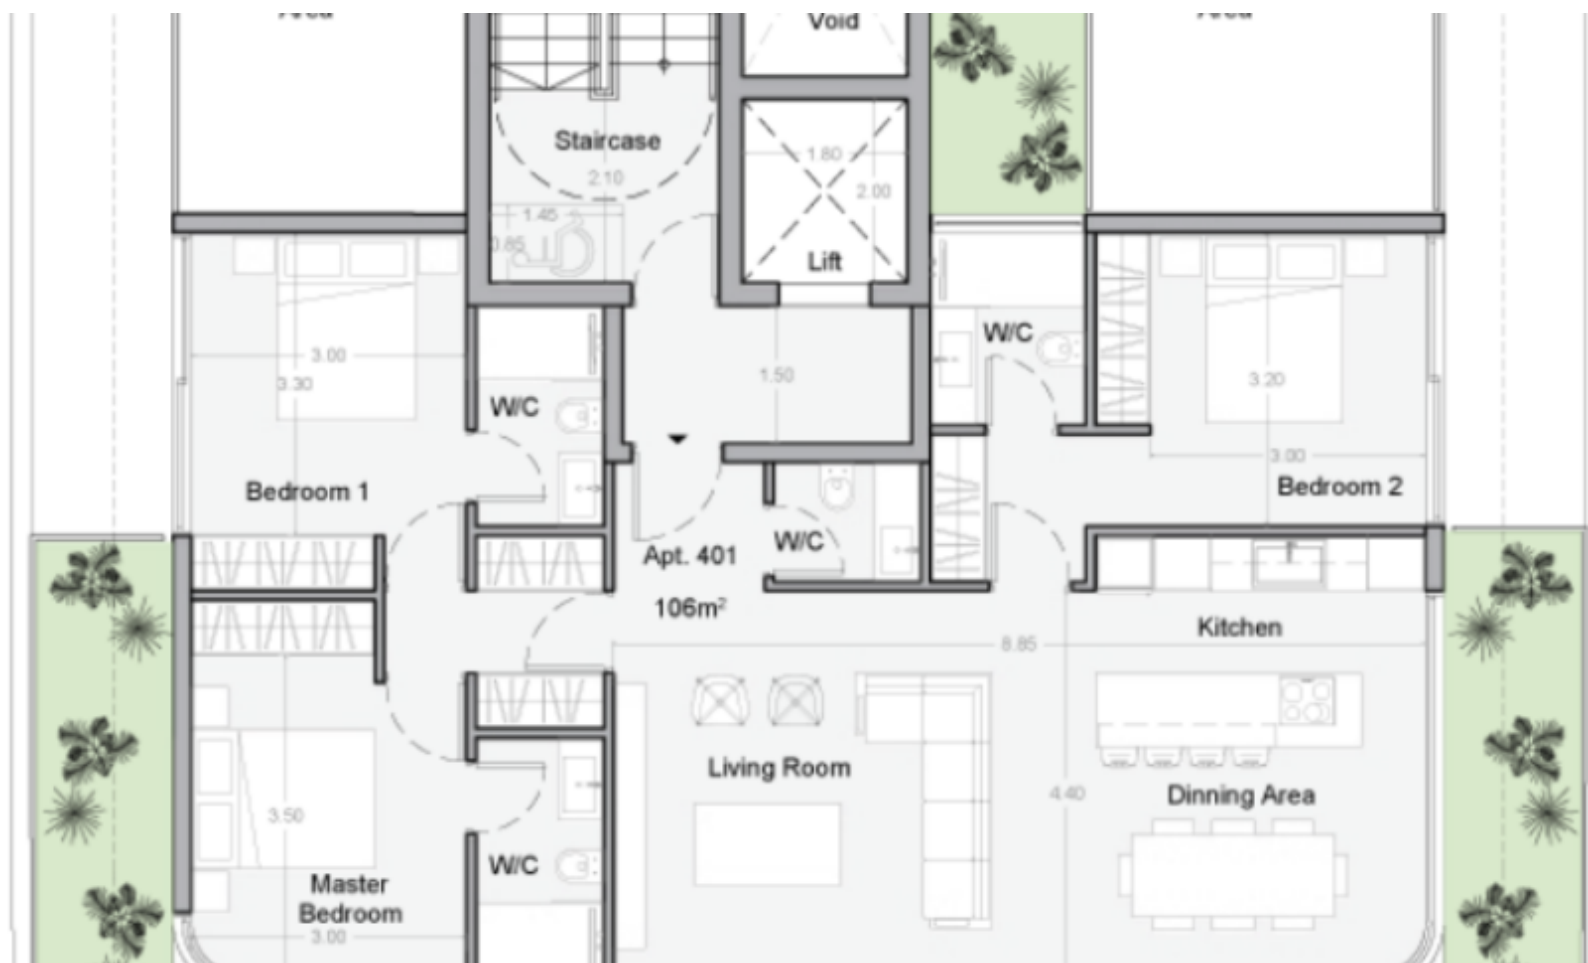 Area
Void
Area
Staircase
2.10
1.45
0.85
1.80
2.00
Lift
W/C
3.00
3.30
W/C
1.50
3.20
3.00
Bedroom 1
Bedroom 2
W/C
Apt. 401
106m²
Kitchen
8.85
Living Room
4.40
Dinning Area
3.50
W/C
Master
Bedroom
3.00